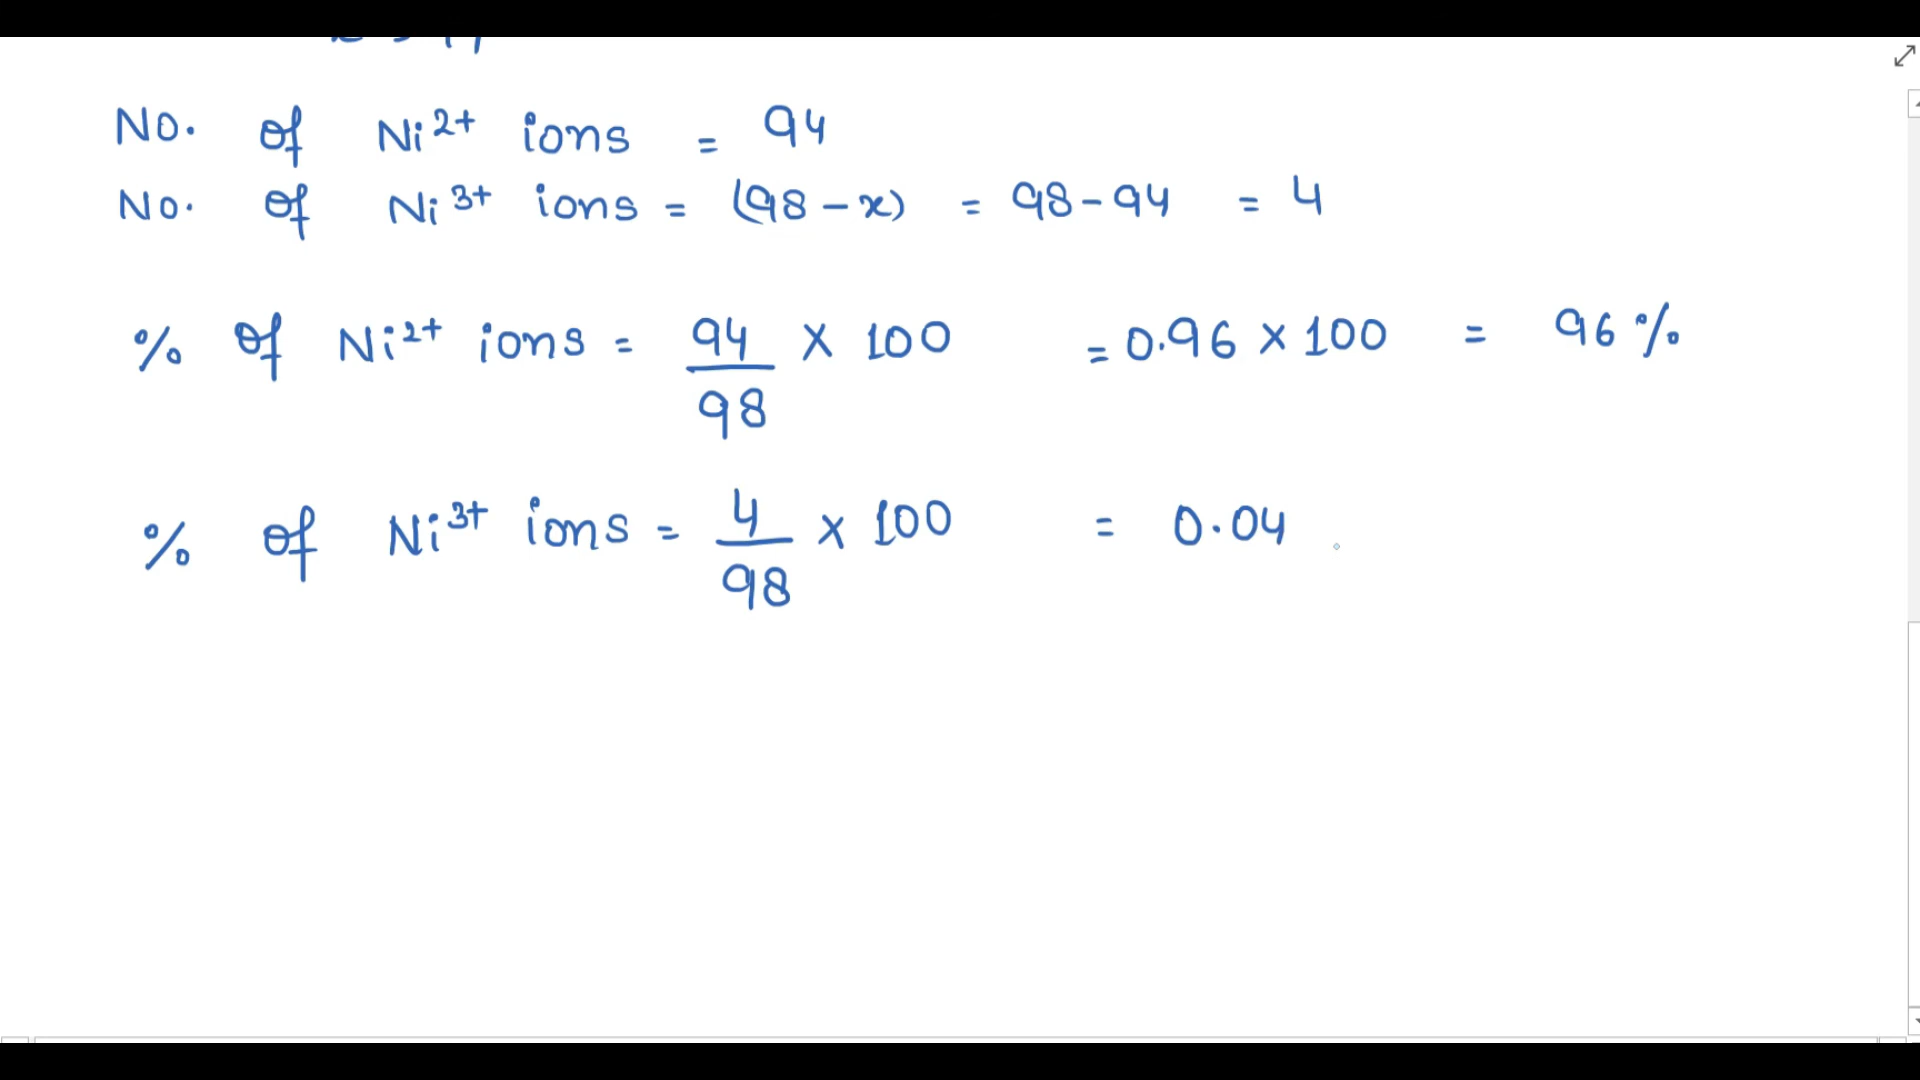 No. of Ni²⁺ ions = 94
No. of Ni³⁺ ions = (98 – x) = 98 - 94 = 4
% of Ni²⁺ ions = 94/98 × 100 = 0.96 × 100 = 96 %
% of Ni³⁺ ions = 4/98 × 100 = 0.04